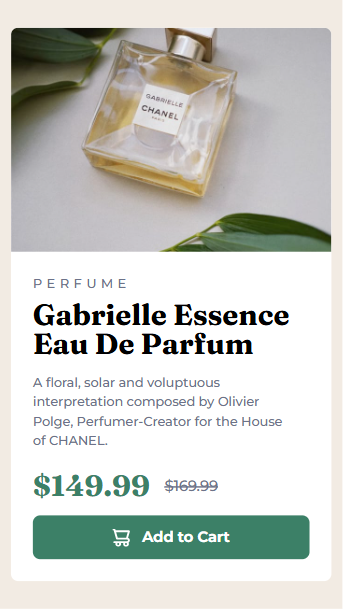 GABRIELLE
CHANEL
PARIS
PERFUME
Gabrielle Essence
Eau De Parfum
A floral, solar and voluptuous
interpretation composed by Olivier
Polge, Perfumer-Creator for the House
of CHANEL.
$149.99 $169.99
Add to Cart